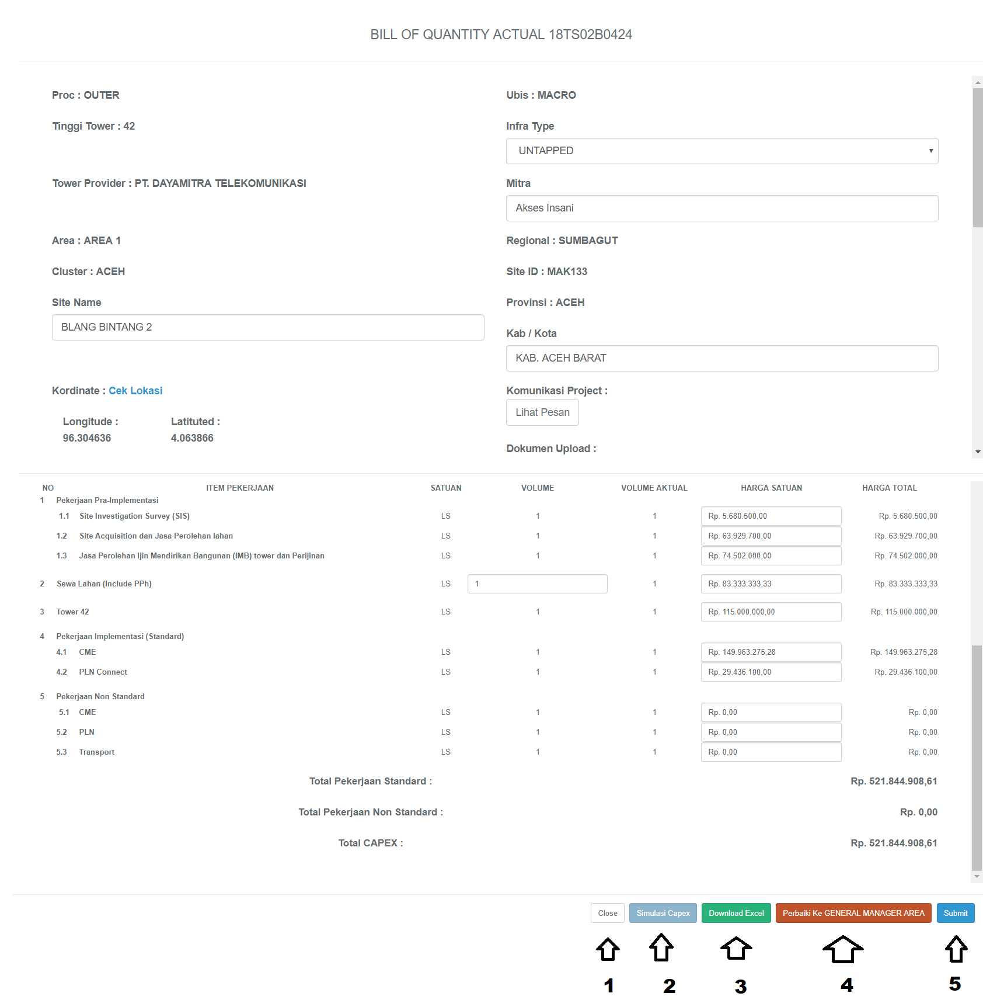 BILL OF QUANTITY ACTUAL 18TS02B0424
Proc : OUTER
Ubis : MACRO
Tinggi Tower : 42
Infra Type
UNTAPPED
Tower Provider : PT. DAYAMITRA TELEKOMUNIKASI
Mitra
Akses Insani
Area : AREA 1
Regional : SUMBAGUT
Cluster : ACEH
Site ID : MAK133
Site Name
BLANG BINTANG 2
Provinsi : ACEH
Kab / Kota
KAB. ACEH BARAT
Kordinate : Cek Lokasi
Longitude : Latituted :
96.304636 4.063866
Komunikasi Project :
Lihat Pesan
Dokumen Upload :
NO ITEM PEKERJAAN SATUAN VOLUME VOLUME AKTUAL HARGA SATUAN HARGA TOTAL
1 Pekerjaan Pra-Implementasi
1.1 Site Investigation Survey (SIS) LS 1 1 Rp. 5.680.500,00 Rp. 5.680.500,00
1.2 Site Acquisition dan Jasa Perolehan lahan LS 1 1 Rp. 63.929.700,00 Rp. 63.929.700,00
1.3 Jasa Perolehan Ijin Mendirikan Bangunan (IMB) tower dan Perijinan LS 1 1 Rp. 74.502.000,00 Rp. 74.502.000,00
2 Sewa Lahan (Include PPh) LS 1 1 Rp. 83.333.333,33 Rp. 83.333.333,33
3 Tower 42 LS 1 1 Rp. 115.000.000,00 Rp. 115.000.000,00
4 Pekerjaan Implementasi (Standard)
4.1 CME LS 1 1 Rp. 149.963.275,28 Rp. 149.963.275,28
4.2 PLN Connect LS 1 1 Rp. 29.436.100,00 Rp. 29.436.100,00
5 Pekerjaan Non Standard
5.1 CME LS 1 1 Rp. 0,00 Rp. 0,00
5.2 PLN LS 1 1 Rp. 0,00 Rp. 0,00
5.3 Transport LS 1 1 Rp. 0,00 Rp. 0,00
Total Pekerjaan Standard : Rp. 521.844.908,61
Total Pekerjaan Non Standard : Rp. 0,00
Total CAPEX : Rp. 521.844.908,61
Close Simulasi Capex Download Excel Perbaiki Ke GENERAL MANAGER AREA Submit
1 2 3 4 5